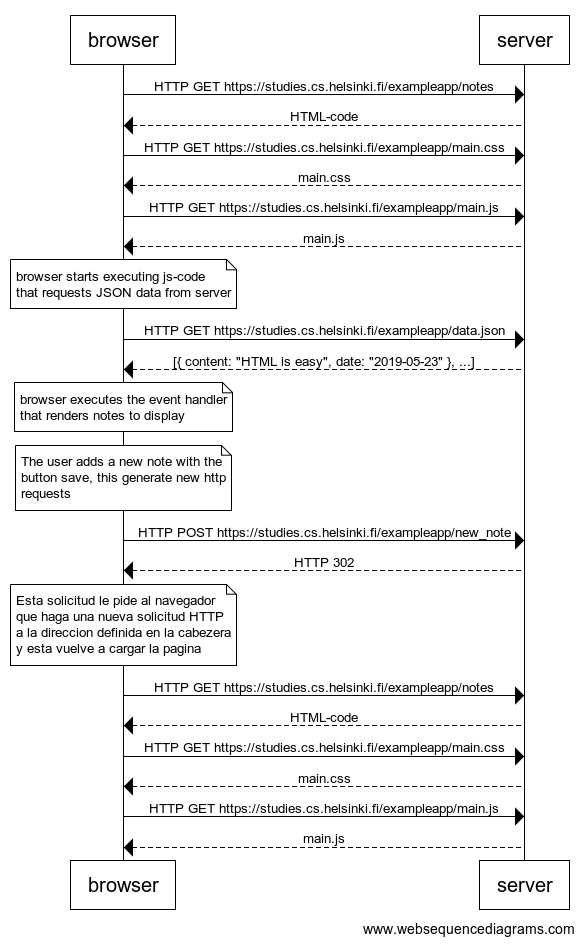 browser
server
HTTP GET https://studies.cs.helsinki.fi/exampleapp/notes
HTML-code
HTTP GET https://studies.cs.helsinki.fi/exampleapp/main.css
main.css
HTTP GET https://studies.cs.helsinki.fi/exampleapp/main.js
main.js
browser starts executing js-code
that requests JSON data from server
HTTP GET https://studies.cs.helsinki.fi/exampleapp/data.json
[{ content: "HTML is easy", date: "2019-05-23" }, ...]
browser executes the event handler
that renders notes to display
The user adds a new note with the
button save, this generate new http
requests
HTTP POST https://studies.cs.helsinki.fi/exampleapp/new_note
HTTP 302
Esta solicitud le pide al navegador
que haga una nueva solicitud HTTP
a la direccion definida en la cabezera
y esta vuelve a cargar la pagina
HTTP GET https://studies.cs.helsinki.fi/exampleapp/notes
HTML-code
HTTP GET https://studies.cs.helsinki.fi/exampleapp/main.css
main.css
HTTP GET https://studies.cs.helsinki.fi/exampleapp/main.js
main.js
browser
server
www.websequencediagrams.com